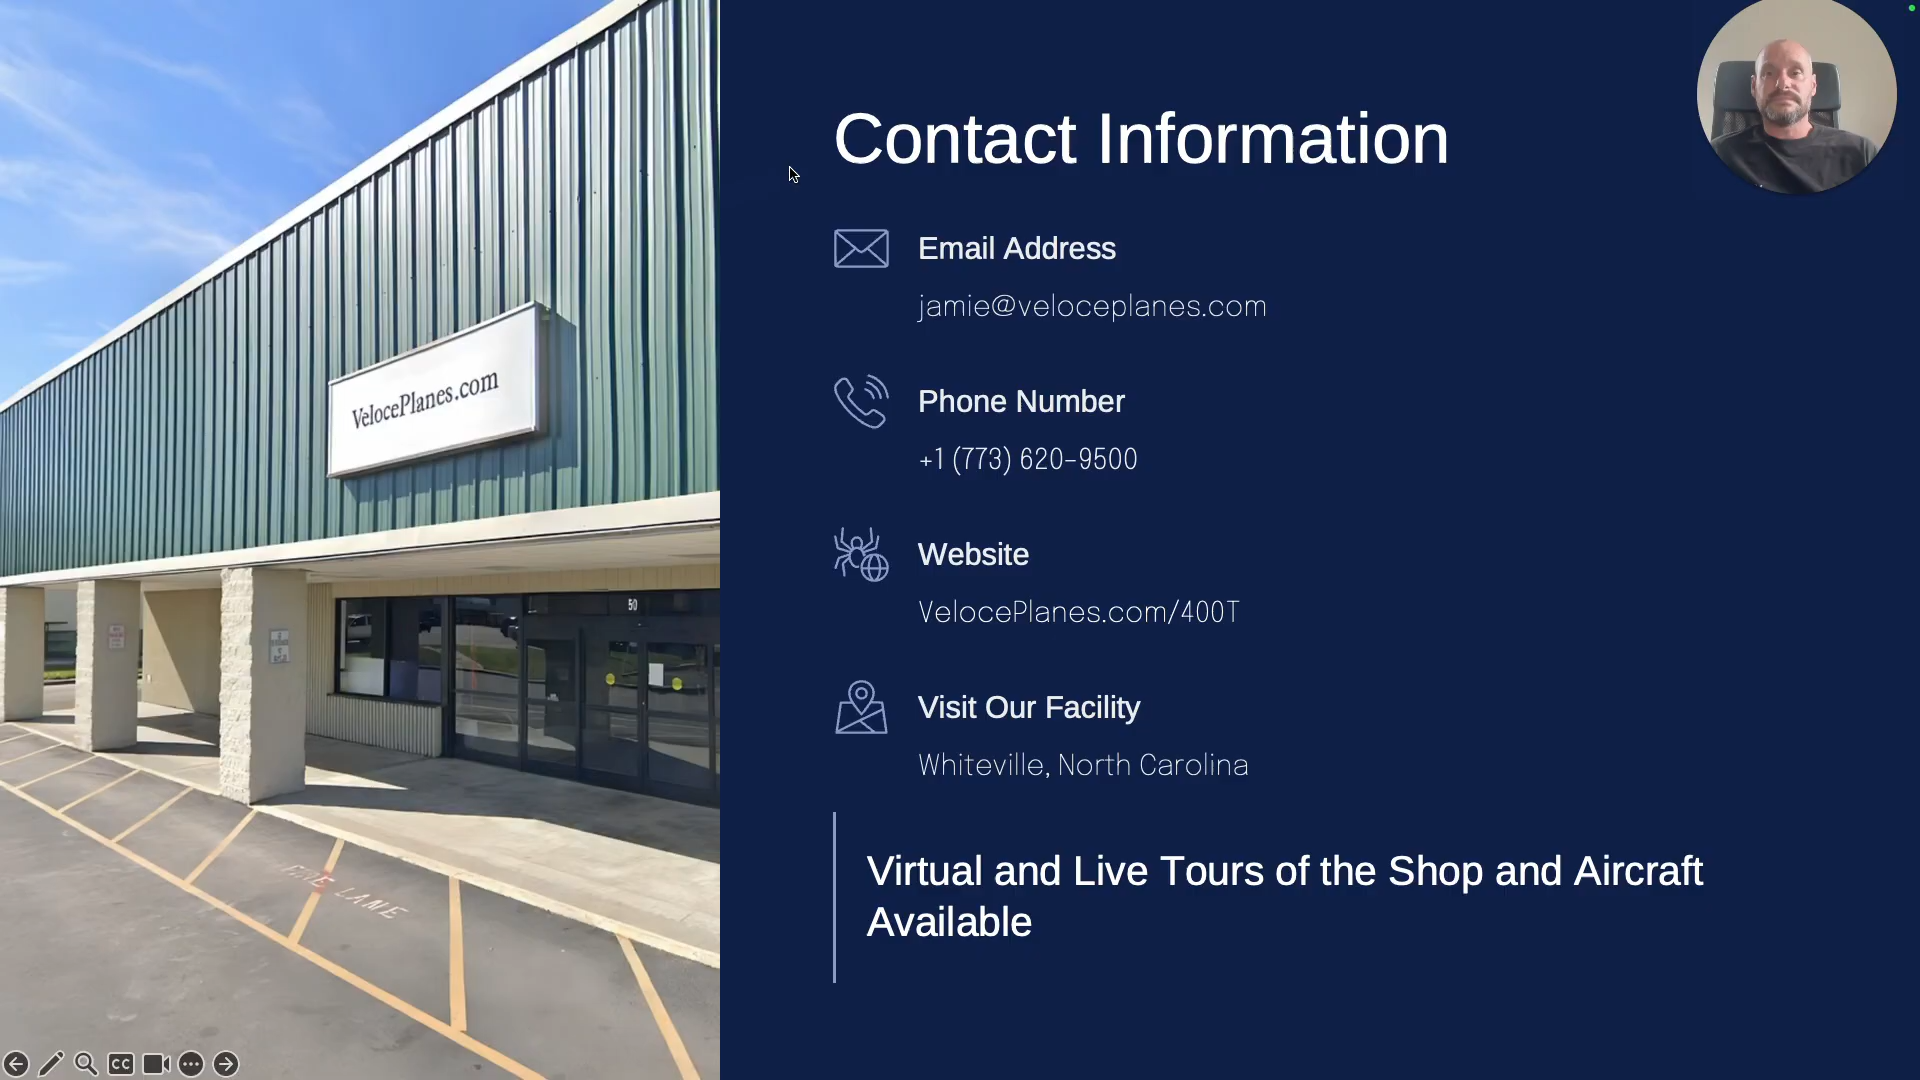 Contact Information
Email Address
jamie@veloceplanes.com
Phone Number
+1 (773) 620-9500
Website
VelocePlanes.com/400T
Visit Our Facility
Whiteville, North Carolina
Virtual and Live Tours of the Shop and Aircraft
Available
VelocePlanes.com
50
FIRE LANE
CC